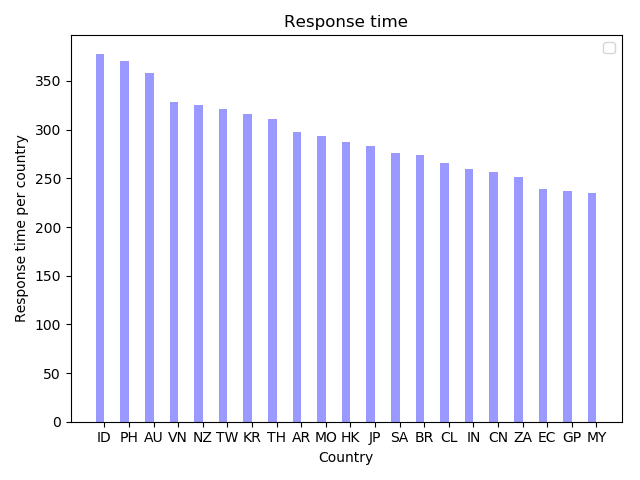 Response time
Response time per country
350
300
250
200
150
100
50
0
ID PH AU VN NZ TW KR TH AR MO HK JP SA BR CL IN CN ZA EC GP MY
Country